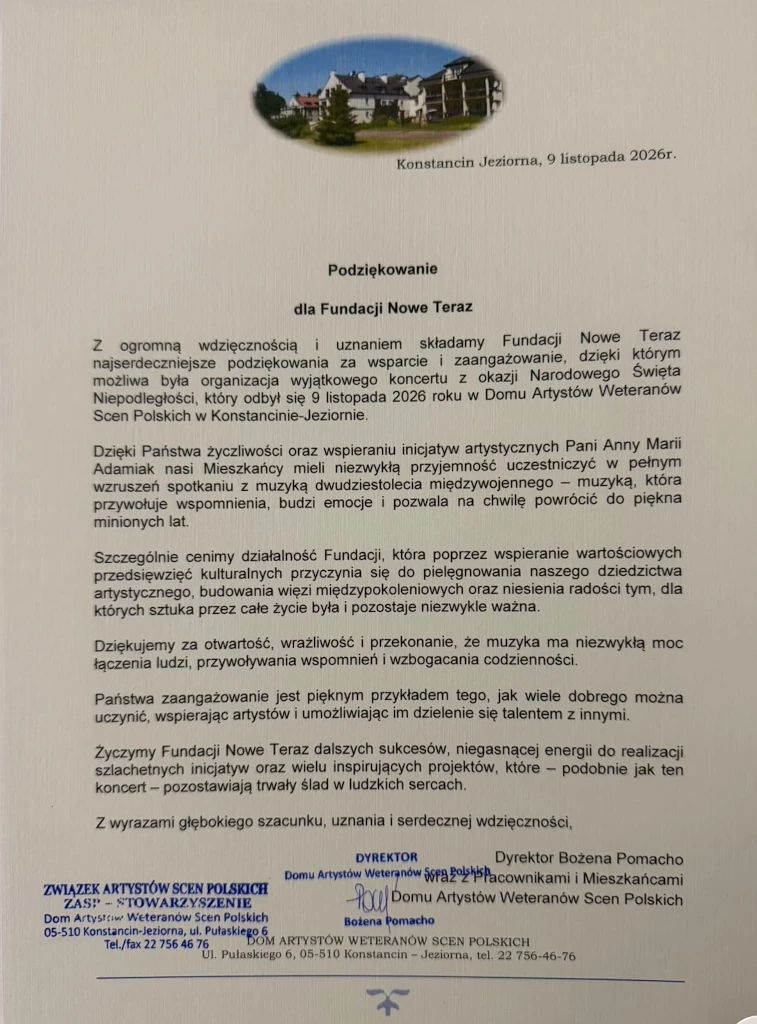 Konstancin Jeziorna, 9 listopada 2026r.
Podziękowanie
dla Fundacji Nowe Teraz
Z ogromną wdzięcznością i uznaniem składamy Fundacji Nowe Teraz
najserdeczniejsze podziękowania za wsparcie i zaangażowanie, dzięki którym
możliwa była organizacja wyjątkowego koncertu z okazji Narodowego Święta
Niepodległości, który odbył się 9 listopada 2026 roku w Domu Artystów Weteranów
Scen Polskich w Konstancinie-Jeziornie.
Dzięki Państwa życzliwości oraz wspieraniu inicjatyw artystycznych Pani Anny Marii
Adamiak nasi Mieszkańcy mieli niezwykłą przyjemność uczestniczyć w pełnym
wzruszeń spotkaniu z muzyką dwudziestolecia międzywojennego – muzyką, która
przywołuje wspomnienia, budzi emocje i pozwala na chwilę powrócić do piękna
minionych lat.
Szczególnie cenimy działalność Fundacji, która poprzez wspieranie wartościowych
przedsięwzięć kulturalnych przyczynia się do pielęgnowania naszego dziedzictwa
artystycznego, budowania więzi międzypokoleniowych oraz niesienia radości tym, dla
których sztuka przez całe życie była i pozostaje niezwykle ważna.
Dziękujemy za otwartość, wrażliwość i przekonanie, że muzyka ma niezwykłą moc
łączenia ludzi, przywoływania wspomnień i wzbogacania codzienności.
Państwa zaangażowanie jest pięknym przykładem tego, jak wiele dobrego można
uczynić, wspierając artystów i umożliwiając im dzielenie się talentem z innymi.
Życzymy Fundacji Nowe Teraz dalszych sukcesów, niegasnącej energii do realizacji
szlachetnych inicjatyw oraz wielu inspirujących projektów, które – podobnie jak ten
koncert – pozostawiają trwały ślad w ludzkich sercach.
Z wyrazami głębokiego szacunku, uznania i serdecznej wdzięczności,
Dyrektor Bożena Pomacho
wraz z Pracownikami i Mieszkańcami
Domu Artystów Weteranów Scen Polskich
DYREKTOR
Domu Artystów Weteranów Scen Polskich
Bożena Pomacho
ZWIĄZEK ARTYSTÓW SCEN POLSKICH
ZASP – STOWARZYSZENIE
Dom Artystów Weteranów Scen Polskich
05-510 Konstancin-Jeziorna, ul. Pułaskiego 6
Tel./fax 22 756 46 76
DOM ARTYSTÓW WETERANÓW SCEN POLSKICH
Ul. Pułaskiego 6, 05-510 Konstancin – Jeziorna, tel. 22 756-46-76